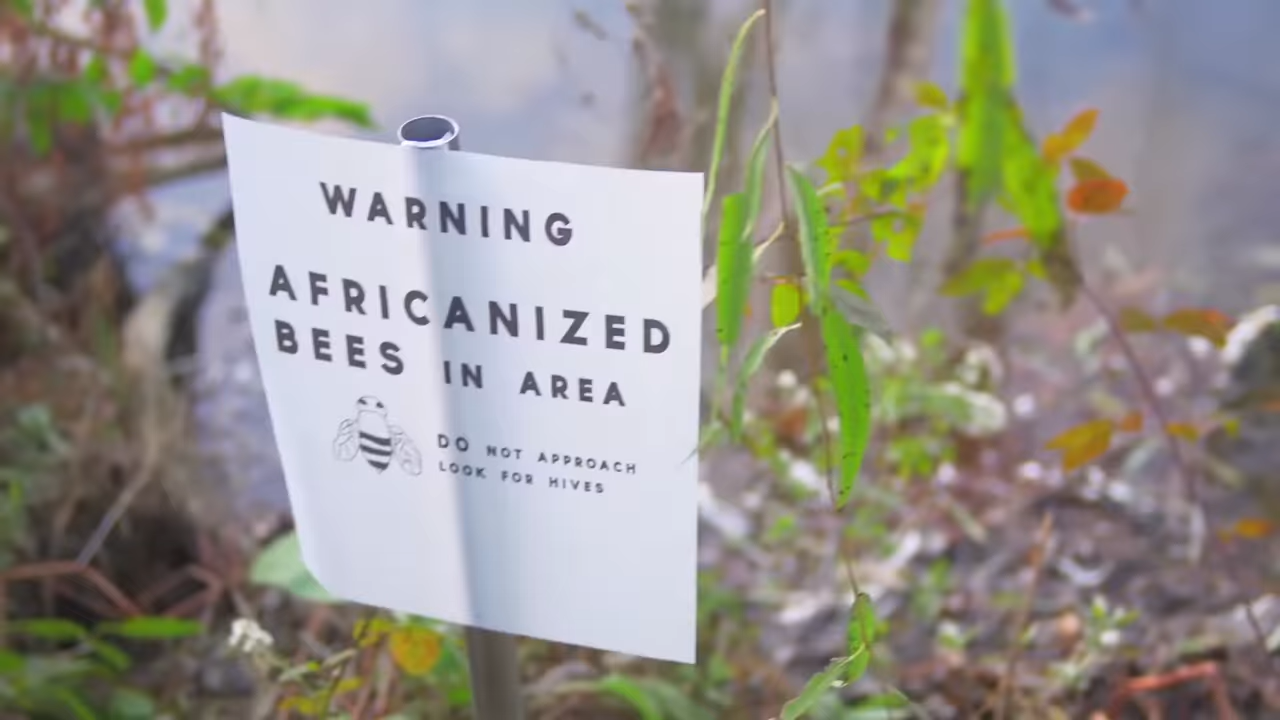 WARNING
AFRICANIZED
BEES IN AREA
DO NOT APPROACH
LOOK FOR HIVES